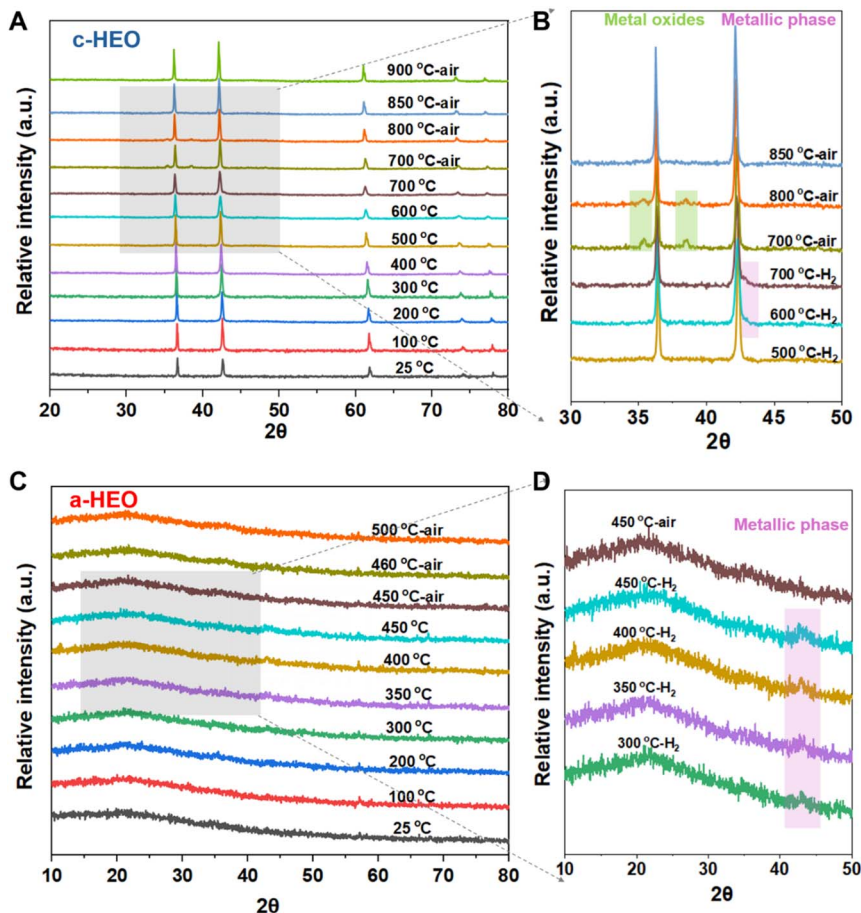 A
c-HEO
900 °C-air
850 °C-air
800 °C-air
700 °C-air
700 °C
600 °C
500 °C
400 °C
300 °C
200 °C
100 °C
25 °C
Relative intensity (a.u.)
20 30 40 50 60 70 80
2θ
B
Metal oxides Metallic phase
850 °C-air
800 °C-air
700 °C-air
700 °C-H₂
600 °C-H₂
500 °C-H₂
Relative intensity (a.u.)
30 35 40 45 50
2θ
C
a-HEO
500 °C-air
460 °C-air
450 °C-air
450 °C
400 °C
350 °C
300 °C
200 °C
100 °C
25 °C
Relative intensity (a.u.)
10 20 30 40 50 60 70 80
2θ
D
450 °C-air
Metallic phase
450 °C-H₂
400 °C-H₂
350 °C-H₂
300 °C-H₂
Relative intensity (a.u.)
10 20 30 40 50
2θ